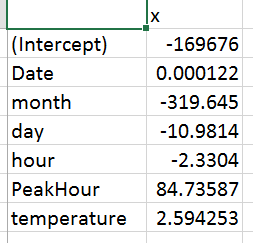 x
(Intercept) -169676
Date 0.000122
month -319.645
day -10.9814
hour -2.3304
PeakHour 84.73587
temperature 2.594253